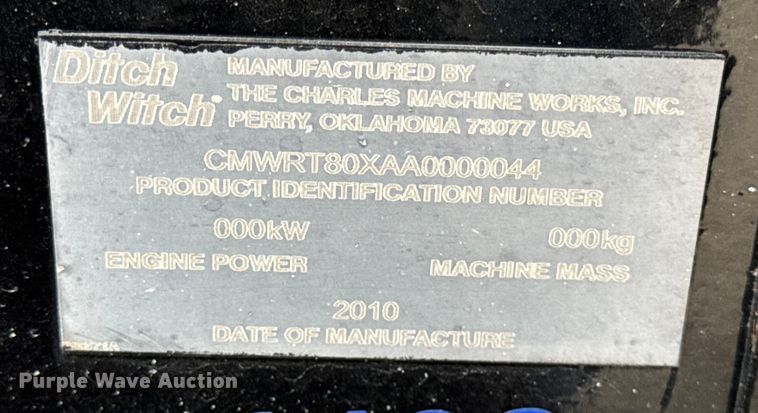 Ditch Witch
MANUFACTURED BY
THE CHARLES MACHINE WORKS, INC.
PERRY, OKLAHOMA 73077 USA
CMWRT80XAA0000044
PRODUCT IDENTIFICATION NUMBER
000kW 000kg
ENGINE POWER MACHINE MASS
2010
DATE OF MANUFACTURE
Purple Wave Auction